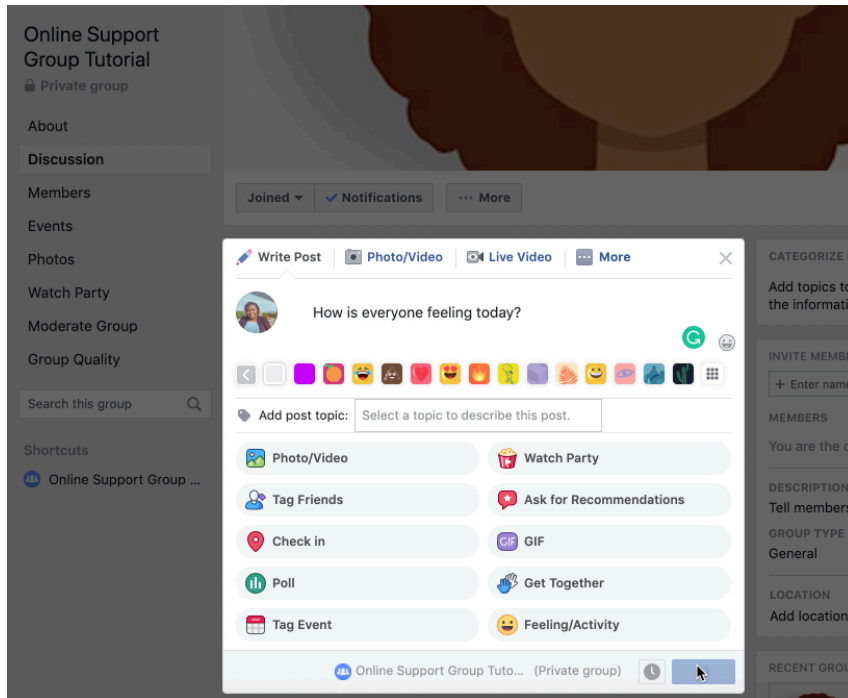 Online Support
Group Tutorial
Private group
About
Discussion
Members
Events
Photos
Watch Party
Moderate Group
Group Quality
Search this group
Shortcuts
Online Support Group ...
Joined
Notifications
More
Write Post
Photo/Video
Live Video
More
How is everyone feeling today?
Add post topic:
Select a topic to describe this post.
Photo/Video
Watch Party
Tag Friends
Ask for Recommendations
Check in
GIF
GIF
Poll
Get Together
Tag Event
Feeling/Activity
Online Support Group Tuto... (Private group)
CATEGORIZE
Add topics to
the informati
INVITE MEMB
+ Enter name
MEMBERS
You are the
DESCRIPTION
Tell members
GROUP TYPE
General
LOCATION
Add location
RECENT GROU